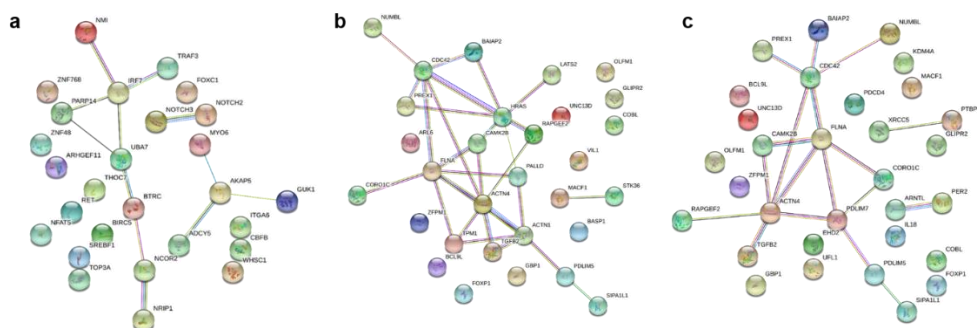 a
NMI
TRAF3
IRF7
ZNF768
FOXC1
PARP14
NOTCH3
NOTCH2
ZNF48
MYO6
UBA7
ARHGEF11
THOC7
AKAP5
RET
BTRC
GUK1
NFAT5
BIRC5
ITGA8
SREBF1
ADCY5
CBFB
TOP3A
NCOR2
WHSC1
NRIP1
b
NUMBL
BAIAP2
CDC42
LATS2
OLFM1
PREX1
HRAS
GLIPR2
UNC13D
RAPGEF2
COBL
ARL6
CAMK2B
VIL1
FLNA
PALLD
CORO1C
MACF1
STK36
ACTN4
ZFPM1
BASP1
TPM1
ACTN1
TGFB2
BCL9L
GBP1
PDLIM5
FOXP1
SIPA1L1
c
BAIAP2
NUMBL
PREX1
CDC42
KDM4A
BCL9L
MACF1
PDCD4
UNC13D
FLNA
XRCC5
PTBP
CAMK2B
GLIPR2
OLFM1
CORO1C
ZFPM1
ARNTL
PER2
ACTN4
PDLIM7
RAPGEF2
IL18
EHD2
TGFB2
UFL1
PDLIM5
COBL
GBP1
FOXP1
SIPA1L1